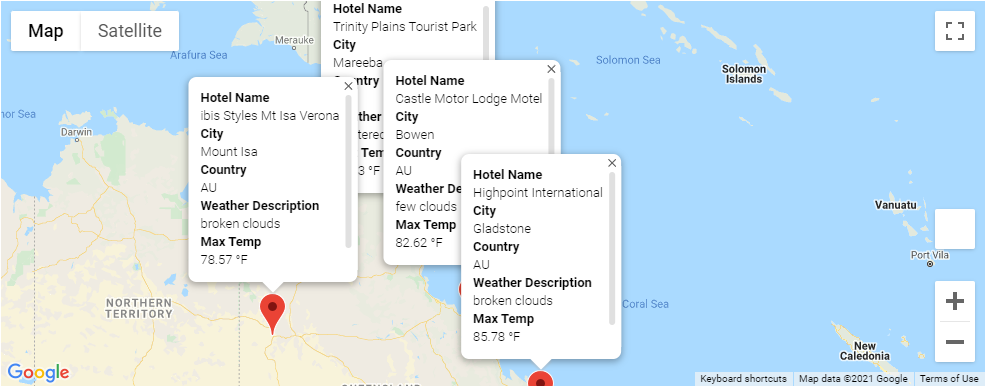 Map
Satellite
Merauke
Arafura Sea
Solomon Sea
Solomon
Islands
Darwin
Vanuatu
Port Vila
NORTHERN
TERRITORY
Coral Sea
New
Caledonia
Hotel Name
Trinity Plains Tourist Park
City
Mareeba
Hotel Name
ibis Styles Mt Isa Verona
City
Mount Isa
Country
AU
Weather Description
broken clouds
Max Temp
78.57 °F
Hotel Name
Castle Motor Lodge Motel
City
Bowen
Country
AU
few clouds
Max Temp
82.62 °F
Hotel Name
Highpoint International
City
Gladstone
Country
AU
Weather Description
broken clouds
Max Temp
85.78 °F
Google
Keyboard shortcuts
Map data ©2021 Google
Terms of Use